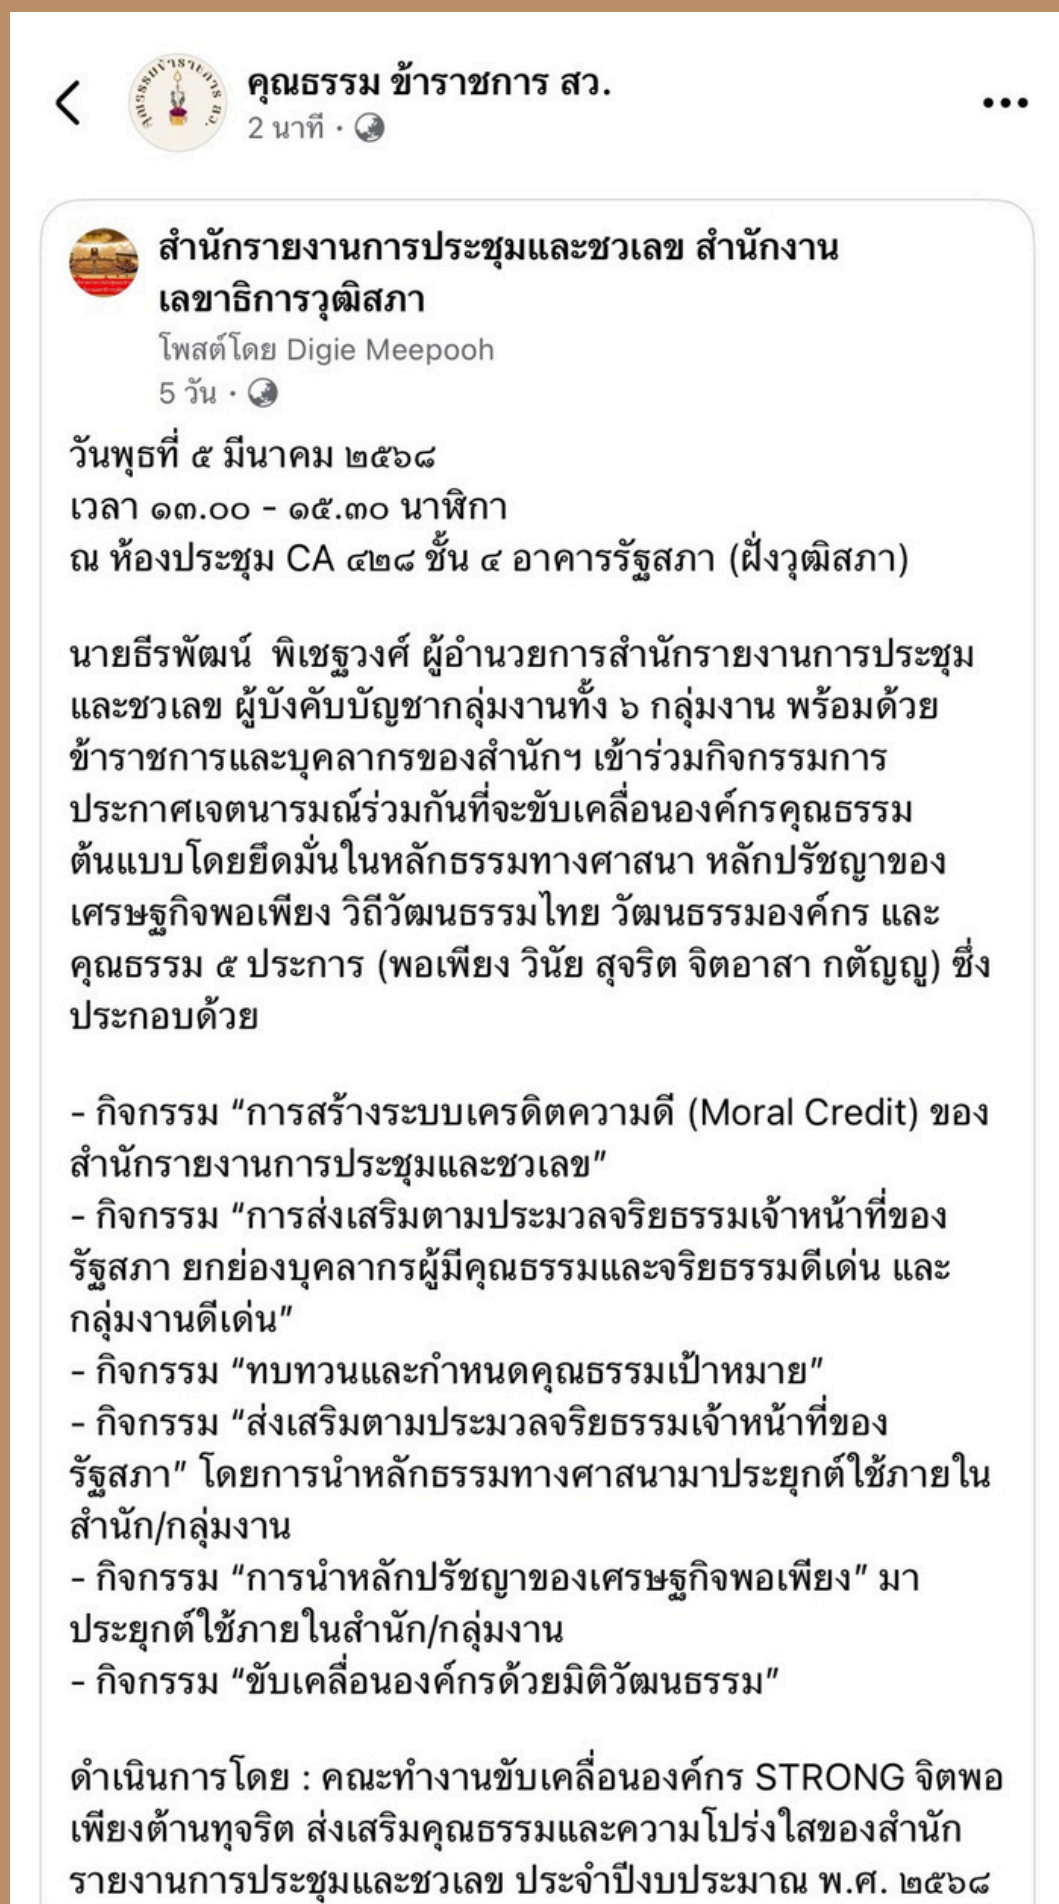 คุณธรรมข้าราชการ สว.
คุณธรรม ข้าราชการ สว.
2 นาที ·
สำนักรายงานการประชุมและชวเลข สำนักงาน
เลขาธิการวุฒิสภา
โพสต์โดย Digie Meepooh
5 วัน ·
วันพุธที่ ๕ มีนาคม ๒๕๖๘
เวลา ๑๓.๐๐ - ๑๕.๓๐ นาฬิกา
ณ ห้องประชุม CA ๔๒๘ ชั้น ๔ อาคารรัฐสภา (ฝั่งวุฒิสภา)
นายธีรพัฒน์  พิเชฐวงศ์ ผู้อำนวยการสำนักรายงานการประชุม
และชวเลข ผู้บังคับบัญชากลุ่มงานทั้ง ๖ กลุ่มงาน พร้อมด้วย
ข้าราชการและบุคลากรของสำนักฯ เข้าร่วมกิจกรรมการ
ประกาศเจตนารมณ์ร่วมกันที่จะขับเคลื่อนองค์กรคุณธรรม
ต้นแบบโดยยึดมั่นในหลักธรรมทางศาสนา หลักปรัชญาของ
เศรษฐกิจพอเพียง วิถีวัฒนธรรมไทย วัฒนธรรมองค์กร และ
คุณธรรม ๕ ประการ (พอเพียง วินัย สุจริต จิตอาสา กตัญญู) ซึ่ง
ประกอบด้วย
- กิจกรรม “การสร้างระบบเครดิตความดี (Moral Credit) ของ
สำนักรายงานการประชุมและชวเลข”
- กิจกรรม “การส่งเสริมตามประมวลจริยธรรมเจ้าหน้าที่ของ
รัฐสภา ยกย่องบุคลากรผู้มีคุณธรรมและจริยธรรมดีเด่น และ
กลุ่มงานดีเด่น”
- กิจกรรม “ทบทวนและกำหนดคุณธรรมเป้าหมาย”
- กิจกรรม “ส่งเสริมตามประมวลจริยธรรมเจ้าหน้าที่ของ
รัฐสภา” โดยการนำหลักธรรมทางศาสนามาประยุกต์ใช้ภายใน
สำนัก/กลุ่มงาน
- กิจกรรม “การนำหลักปรัชญาของเศรษฐกิจพอเพียง” มา
ประยุกต์ใช้ภายในสำนัก/กลุ่มงาน
- กิจกรรม “ขับเคลื่อนองค์กรด้วยมิติวัฒนธรรม”
ดำเนินการโดย : คณะทำงานขับเคลื่อนองค์กร STRONG จิตพอ
เพียงต้านทุจริต ส่งเสริมคุณธรรมและความโปร่งใสของสำนัก
รายงานการประชุมและชวเลข ประจำปีงบประมาณ พ.ศ. ๒๕๖๘